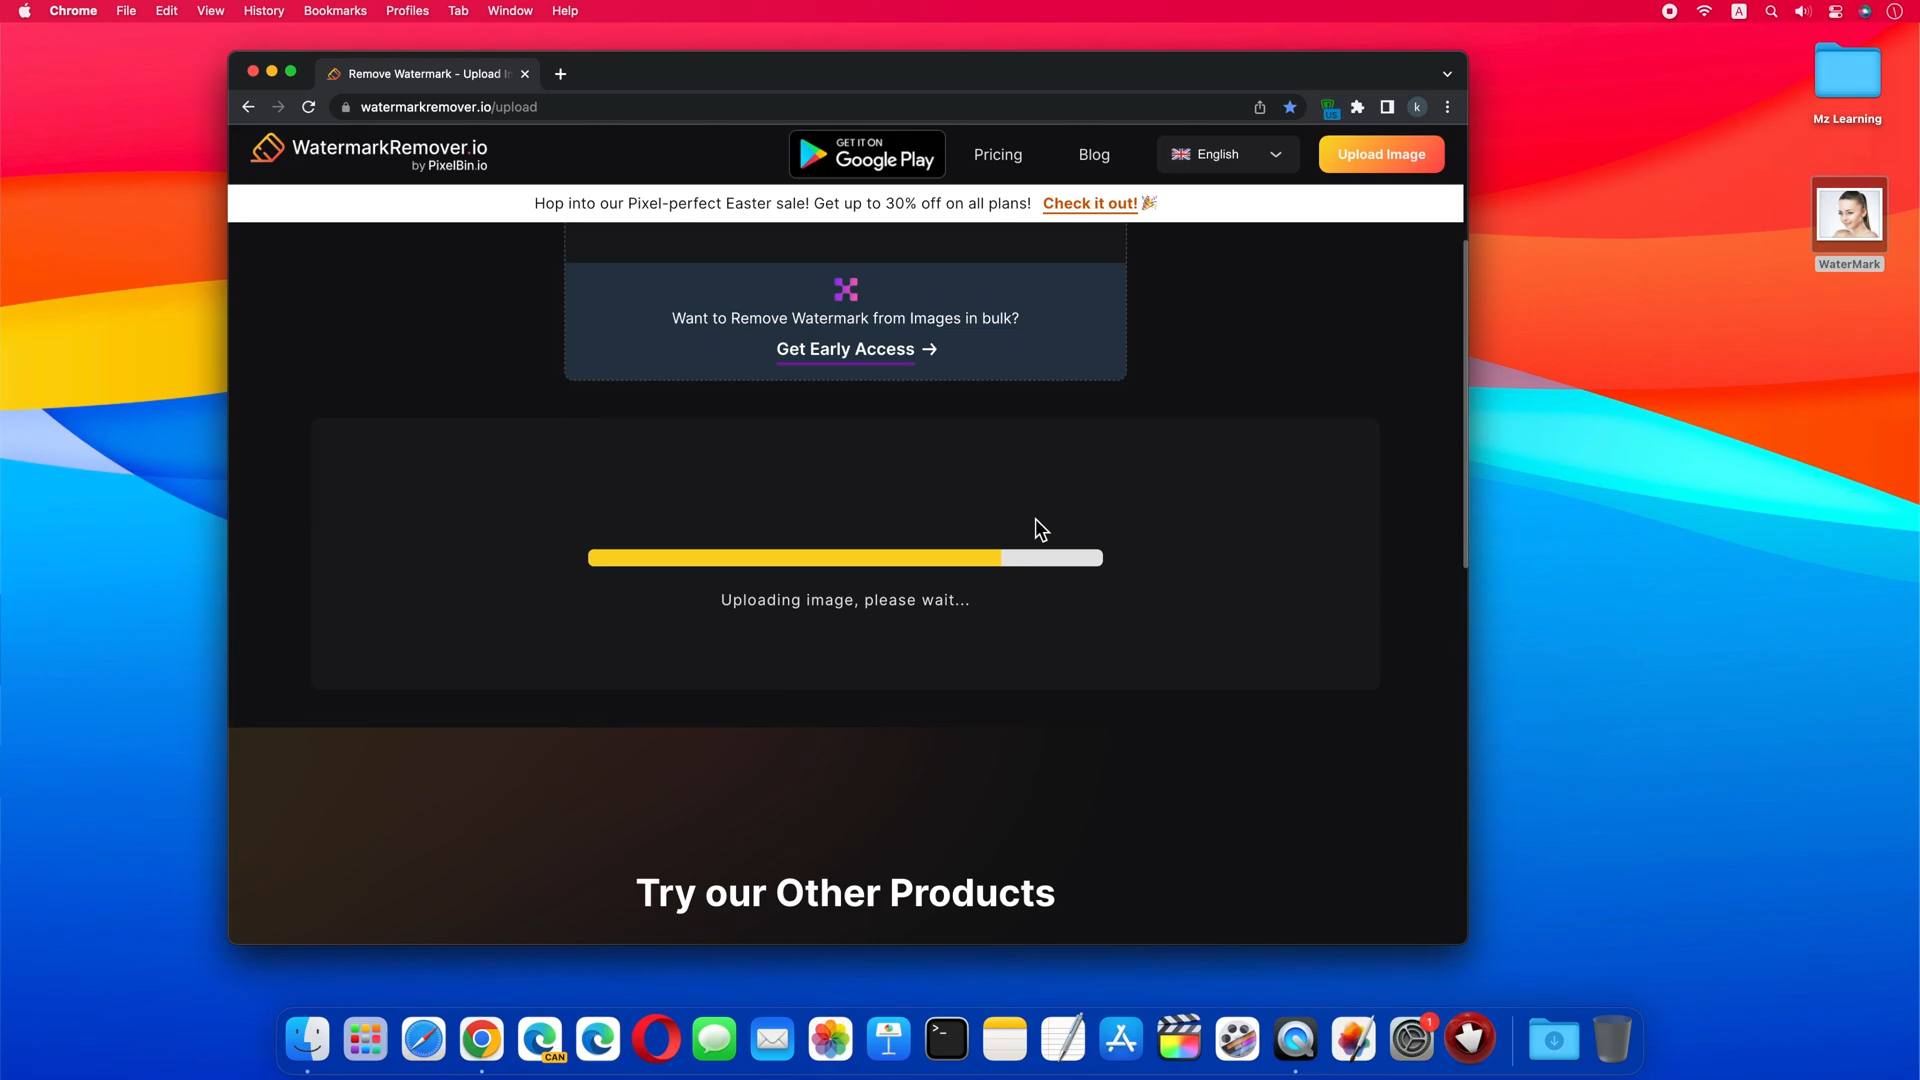 Chrome File Edit View History Bookmarks Profiles Tab Window Help
A
Remove Watermark - Upload
watermarkremover.io/upload
US
k
WatermarkRemover.io
by PixelBin.io
GET IT ON
Google Play
Pricing
Blog
English
Upload Image
Hop into our Pixel-perfect Easter sale! Get up to 30% off on all plans! Check it out!
Want to Remove Watermark from Images in bulk?
Get Early Access →
Uploading image, please wait...
Try our Other Products
Mz Learning
WaterMark
CAN
1